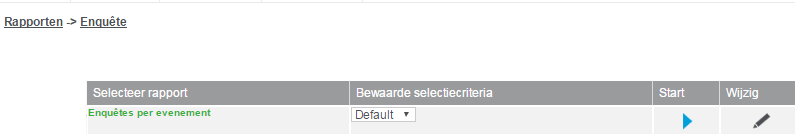 Rapporten -> Enquête
Selecteer rapport Bewaarde selectiecriteria Start Wijzig
Enquêtes per evenement Default